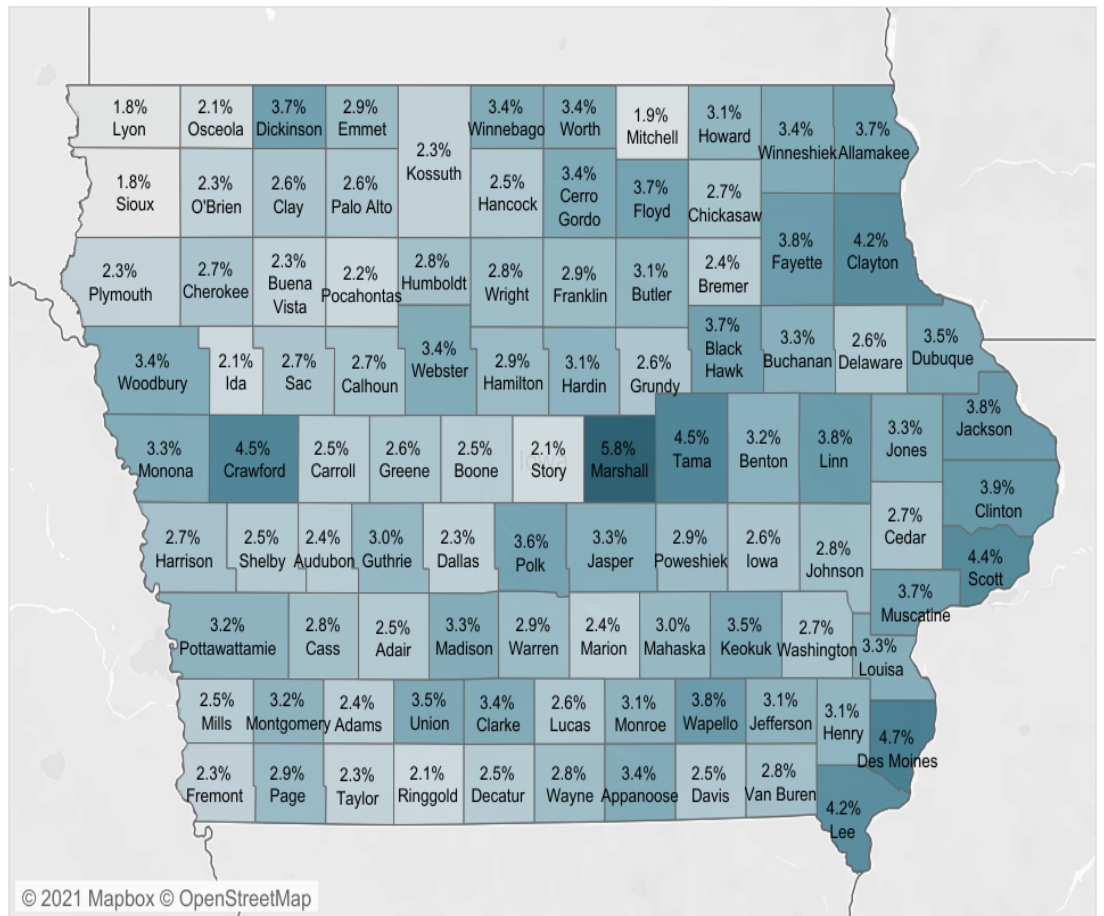 1.8%
Lyon
2.1%
Osceola
3.7%
Dickinson
2.9%
Emmet
2.3%
Kossuth
3.4%
Winnebago
3.4%
Worth
1.9%
Mitchell
3.1%
Howard
3.4%
Winneshiek
3.7%
Allamakee
1.8%
Sioux
2.3%
O'Brien
2.6%
Clay
2.6%
Palo Alto
2.5%
Hancock
3.4%
Cerro
Gordo
3.7%
Floyd
2.7%
Chickasaw
3.8%
Fayette
4.2%
Clayton
2.3%
Plymouth
2.7%
Cherokee
2.3%
Buena
Vista
2.2%
Pocahontas
2.8%
Humboldt
2.8%
Wright
2.9%
Franklin
3.1%
Butler
2.4%
Bremer
3.4%
Woodbury
2.1%
Ida
2.7%
Sac
2.7%
Calhoun
3.4%
Webster
2.9%
Hamilton
3.1%
Hardin
2.6%
Grundy
3.7%
Black
Hawk
3.3%
Buchanan
2.6%
Delaware
3.5%
Dubuque
3.3%
Monona
4.5%
Crawford
2.5%
Carroll
2.6%
Greene
2.5%
Boone
2.1%
Story
Iowa
5.8%
Marshall
4.5%
Tama
3.2%
Benton
3.8%
Linn
3.3%
Jones
3.8%
Jackson
3.9%
Clinton
2.7%
Harrison
2.5%
Shelby
2.4%
Audubon
3.0%
Guthrie
2.3%
Dallas
3.6%
Polk
3.3%
Jasper
2.9%
Poweshiek
2.6%
Iowa
2.8%
Johnson
2.7%
Cedar
4.4%
Scott
3.7%
Muscatine
3.2%
Pottawattamie
2.8%
Cass
2.5%
Adair
3.3%
Madison
2.9%
Warren
2.4%
Marion
3.0%
Mahaska
3.5%
Keokuk
2.7%
Washington
3.3%
Louisa
2.5%
Mills
3.2%
Montgomery
2.4%
Adams
3.5%
Union
3.4%
Clarke
2.6%
Lucas
3.1%
Monroe
3.8%
Wapello
3.1%
Jefferson
3.1%
Henry
4.7%
Des Moines
2.3%
Fremont
2.9%
Page
2.3%
Taylor
2.1%
Ringgold
2.5%
Decatur
2.8%
Wayne
3.4%
Appanoose
2.5%
Davis
2.8%
Van Buren
4.2%
Lee
© 2021 Mapbox © OpenStreetMap